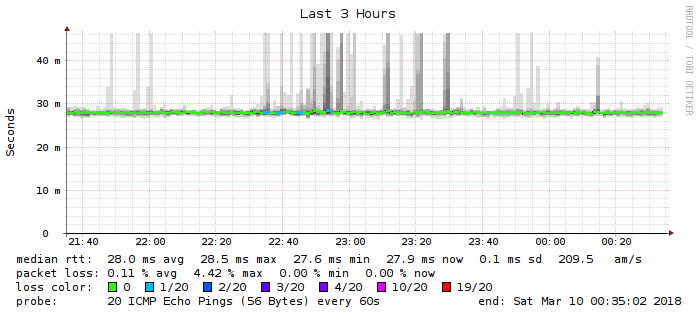 Last 3 Hours
RRDTOOL / TOBI OETIKER
Seconds
40 m
30 m
20 m
10 m
0
21:40 22:00 22:20 22:40 23:00 23:20 23:40 00:00 00:20
median rtt: 28.0 ms avg 28.5 ms max 27.6 ms min 27.9 ms now 0.1 ms sd 209.5 am/s
packet loss: 0.11 % avg 4.42 % max 0.00 % min 0.00 % now
loss color: 0 1/20 2/20 3/20 4/20 10/20 19/20
probe: 20 ICMP Echo Pings (56 Bytes) every 60s end: Sat Mar 10 00:35:02 2018